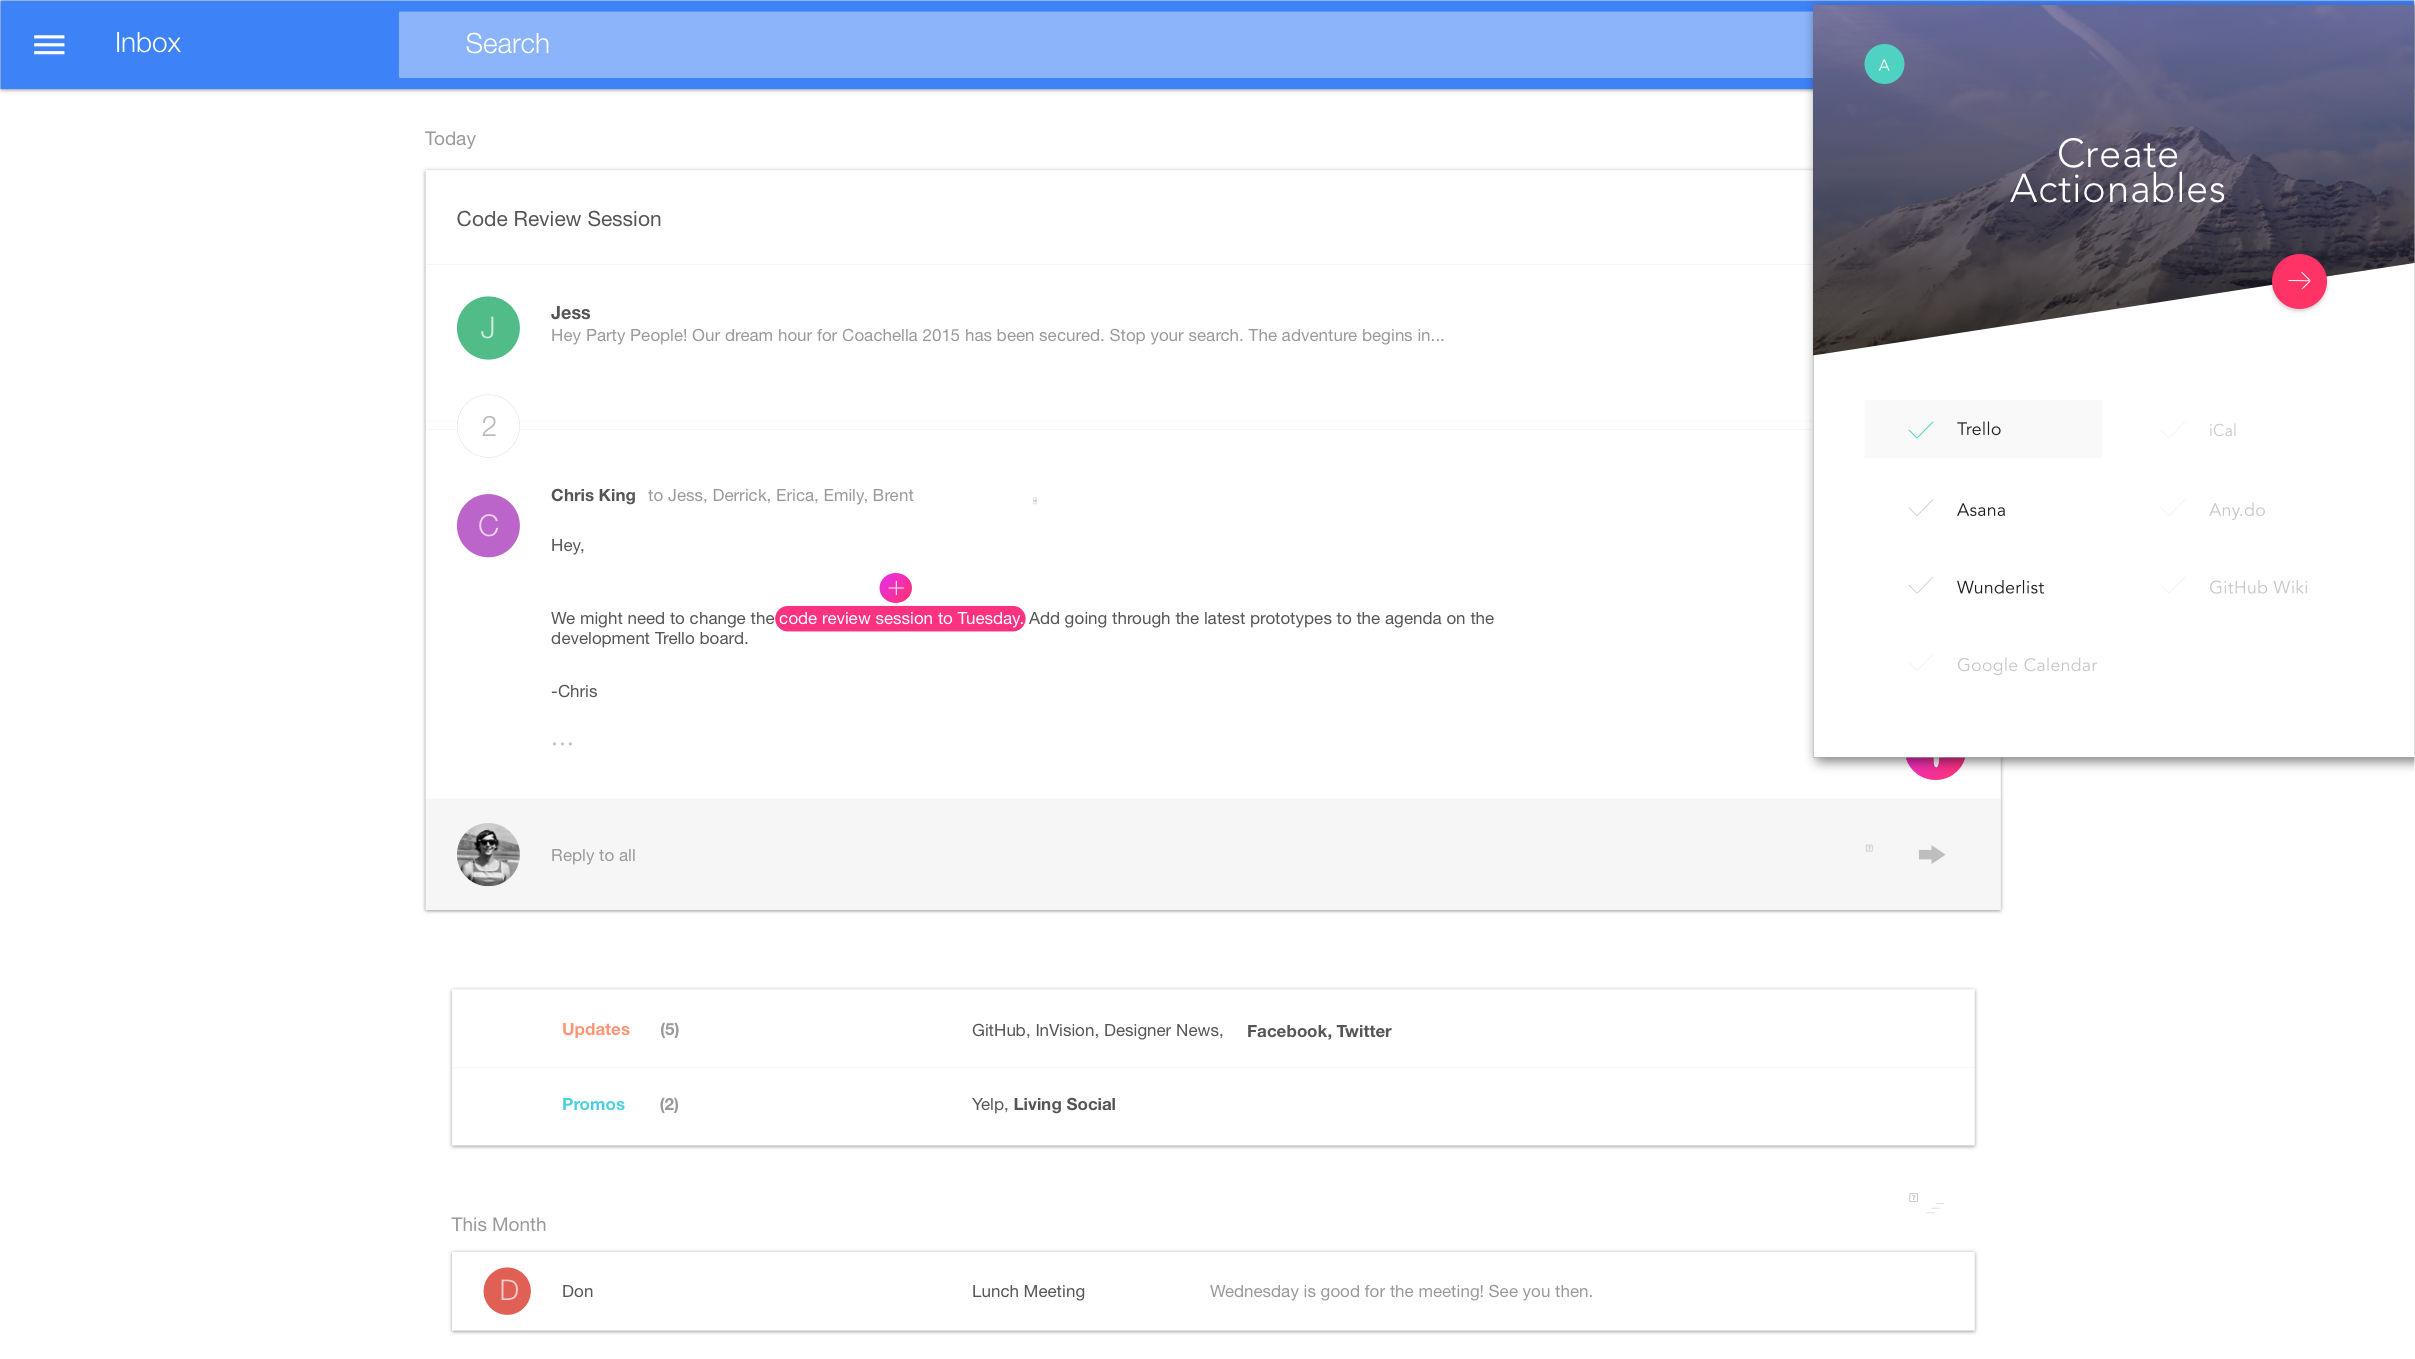 Inbox
Search
A
Create
Actionables
Trello
iCal
Asana
Any.do
Wunderlist
GitHub Wiki
Google Calendar
Today
Code Review Session
J
Jess
Hey Party People! Our dream hour for Coachella 2015 has been secured. Stop your search. The adventure begins in...
2
C
Chris King to Jess, Derrick, Erica, Emily, Brent
Hey,
We might need to change the code review session to Tuesday. Add going through the latest prototypes to the agenda on the
development Trello board.
-Chris
...
Reply to all
Updates (5) GitHub, InVision, Designer News, Facebook, Twitter
Promos (2) Yelp, Living Social
This Month
D
Don Lunch Meeting Wednesday is good for the meeting! See you then.